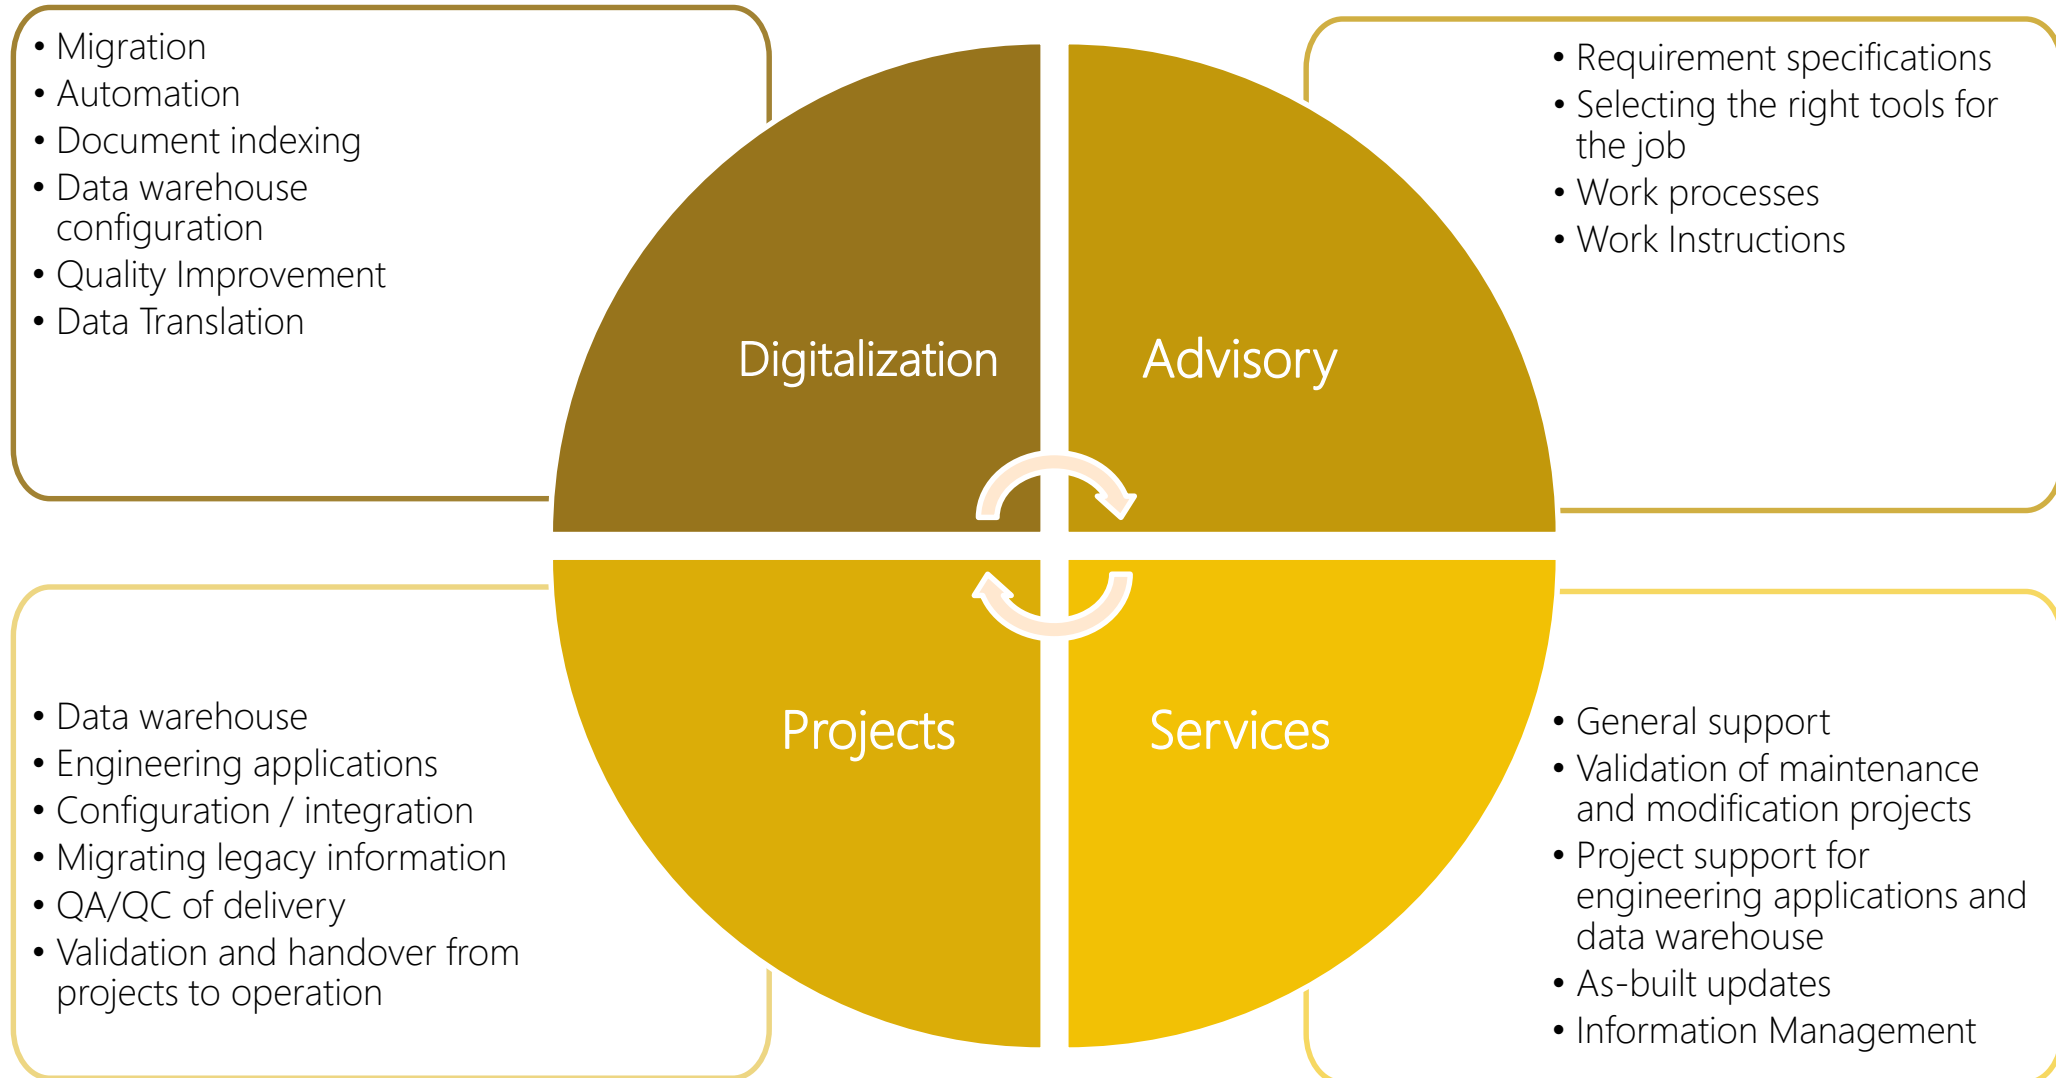 • Migration
• Automation
• Document indexing
• Data warehouse
configuration
• Quality Improvement
• Data Translation
Digitalization
Advisory
• Requirement specifications
• Selecting the right tools for
the job
• Work processes
• Work Instructions
• Data warehouse
• Engineering applications
• Configuration / integration
• Migrating legacy information
• QA/QC of delivery
• Validation and handover from
projects to operation
Projects
Services
• General support
• Validation of maintenance
and modification projects
• Project support for
engineering applications and
data warehouse
• As-built updates
• Information Management